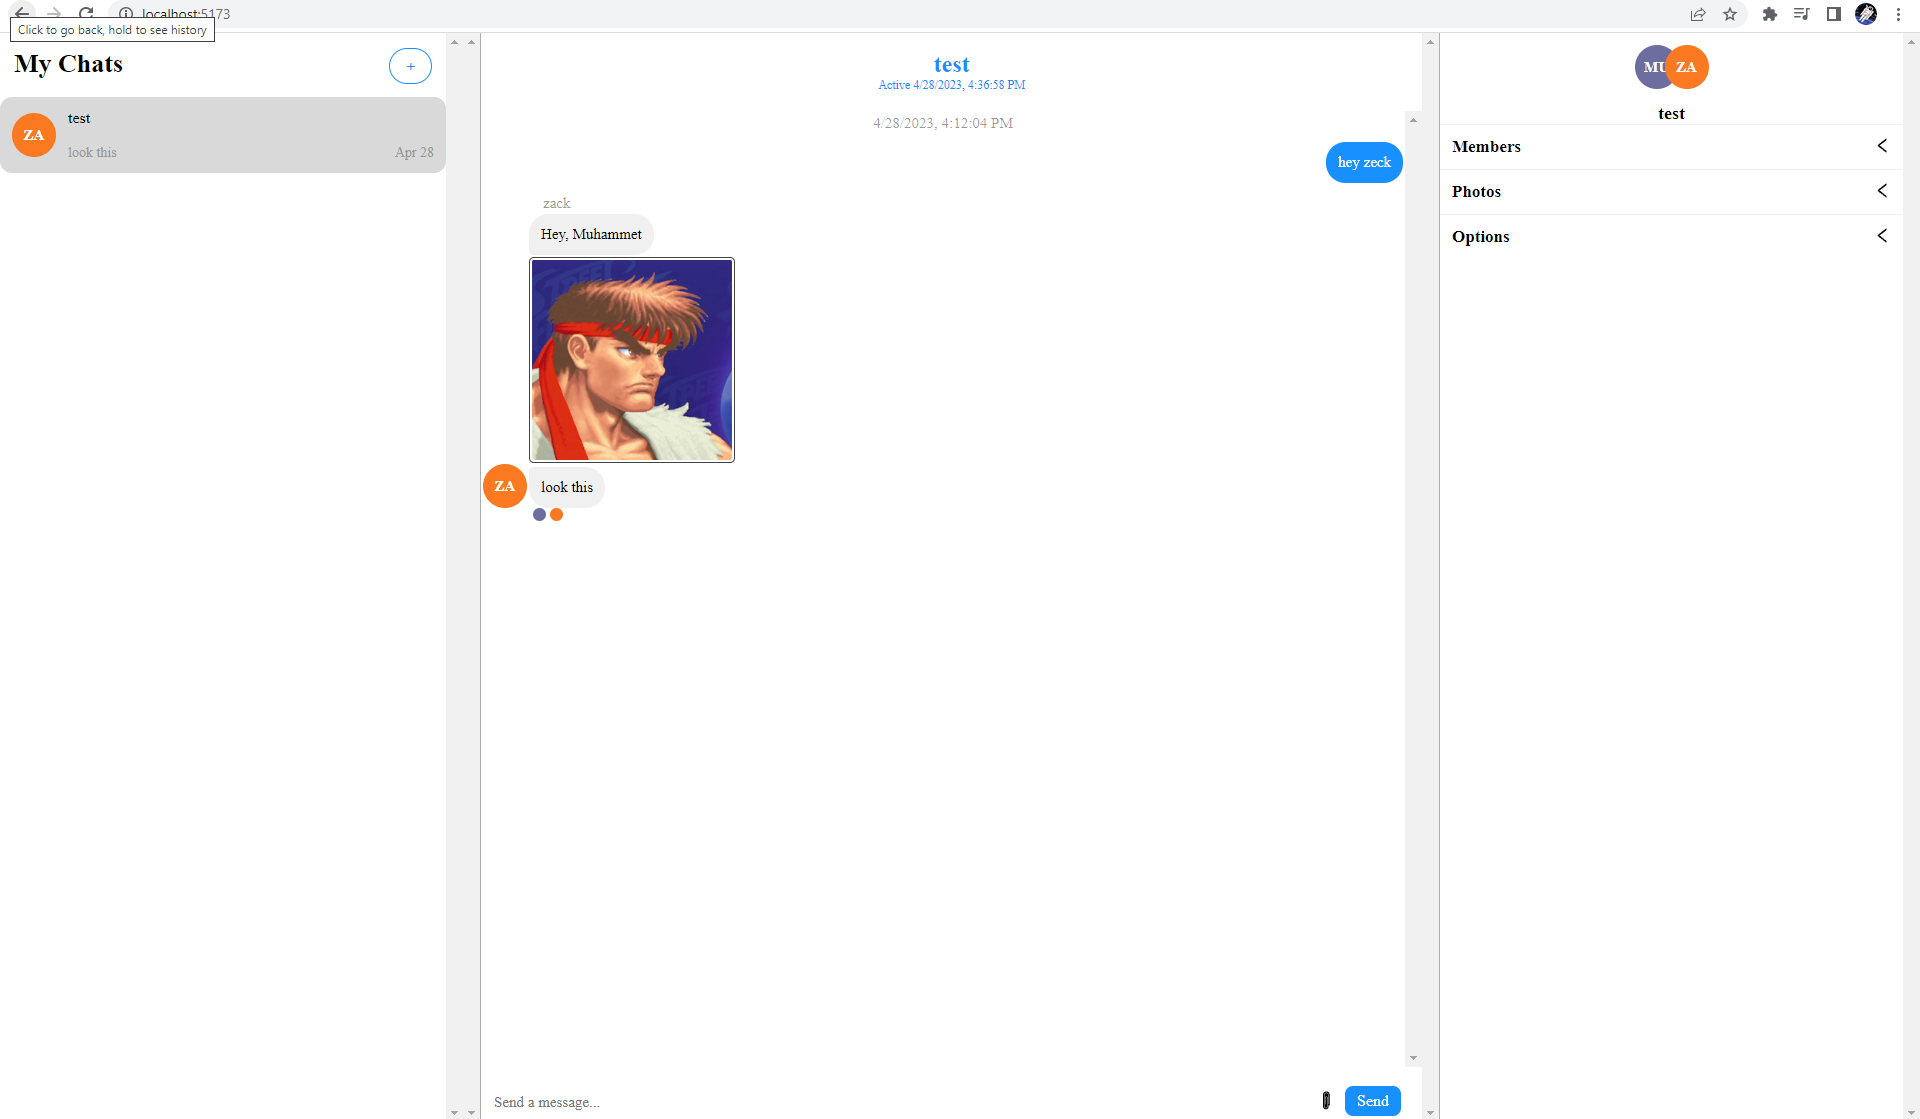 localhost:5173
Click to go back, hold to see history
My Chats
+
ZA
test
look this
Apr 28
test
Active 4/28/2023, 4:36:58 PM
4/28/2023, 4:12:04 PM
hey zeck
zack
Hey, Muhammet
STREET
ZA
look this
Send a message...
Send
MU
ZA
test
Members
Photos
Options